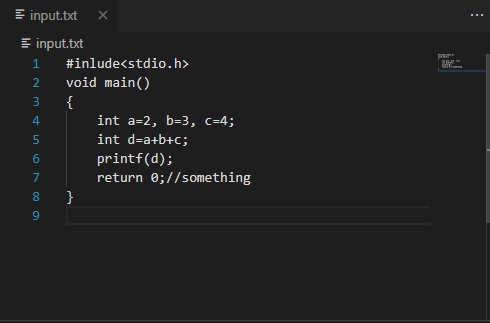 input.txt
input.txt
1 #inlude<stdio.h>
2 void main()
3 {
4 int a=2, b=3, c=4;
5 int d=a+b+c;
6 printf(d);
7 return 0;//something
8 }
9